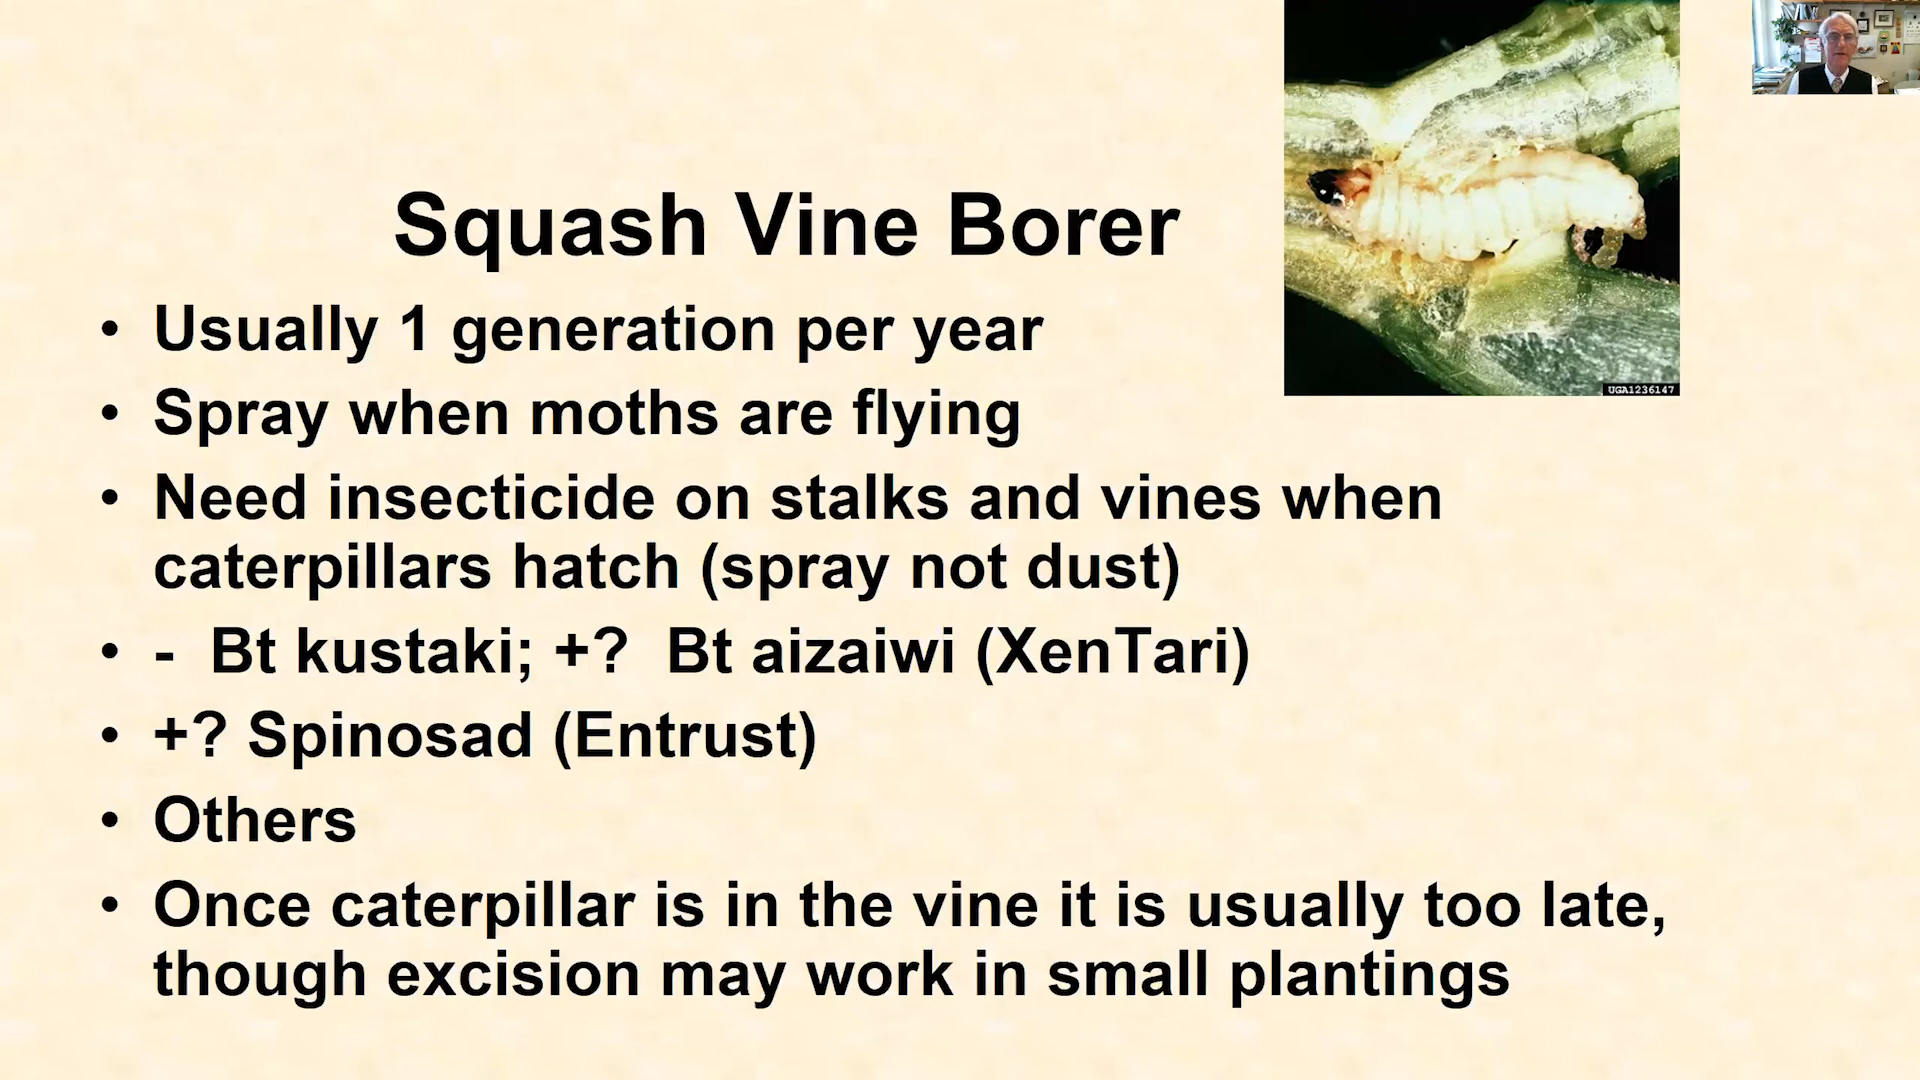 UGA1236147
Squash Vine Borer
• Usually 1 generation per year
• Spray when moths are flying
• Need insecticide on stalks and vines when
caterpillars hatch (spray not dust)
• - Bt kustaki; +? Bt aizaiwi (XenTari)
• +? Spinosad (Entrust)
• Others
• Once caterpillar is in the vine it is usually too late,
though excision may work in small plantings